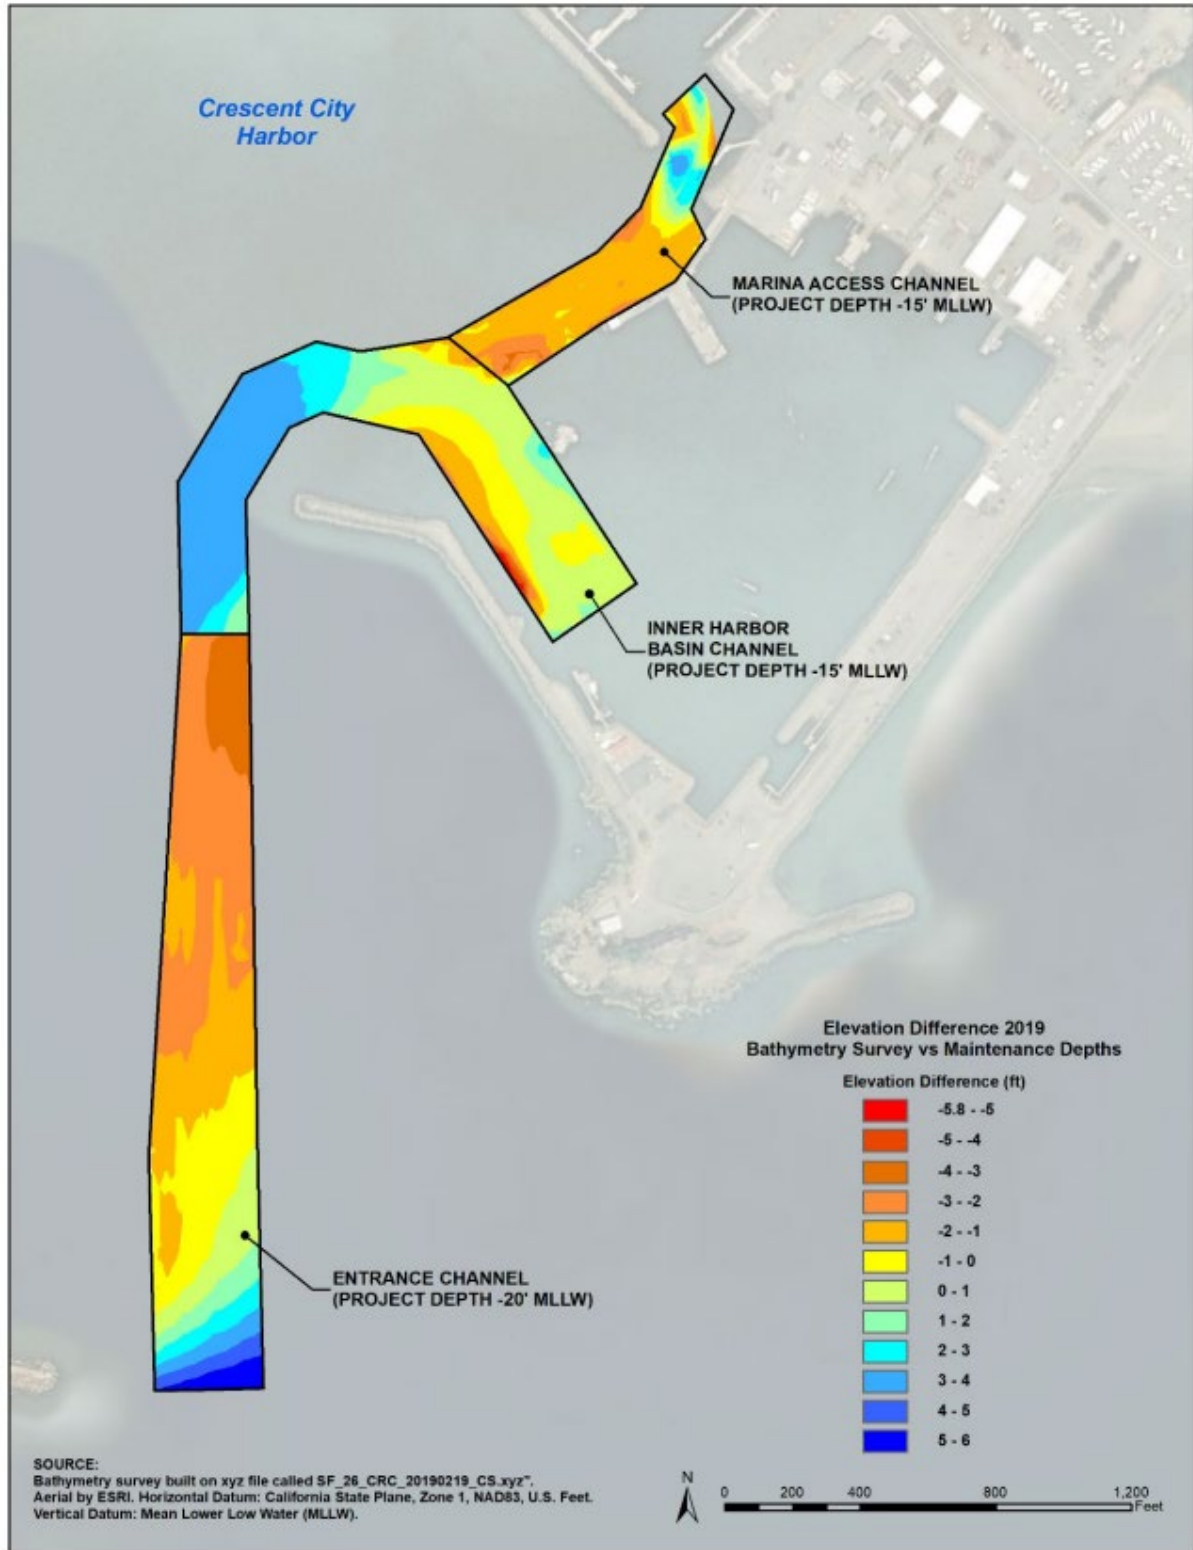 Crescent City
Harbor
MARINA ACCESS CHANNEL
(PROJECT DEPTH -15' MLLW)
INNER HARBOR
BASIN CHANNEL
(PROJECT DEPTH -15' MLLW)
ENTRANCE CHANNEL
(PROJECT DEPTH -20' MLLW)
Elevation Difference 2019
Bathymetry Survey vs Maintenance Depths
Elevation Difference (ft)
-5.8 - -5
-5 - -4
-4 - -3
-3 - -2
-2 - -1
-1 - 0
0 - 1
1 - 2
2 - 3
3 - 4
4 - 5
5 - 6
SOURCE:
Bathymetry survey built on xyz file called SF_26_CRC_20190219_CS.xyz".
Aerial by ESRI. Horizontal Datum: California State Plane, Zone 1, NAD83, U.S. Feet.
Vertical Datum: Mean Lower Low Water (MLLW).
N
0 200 400 800 1,200
Feet